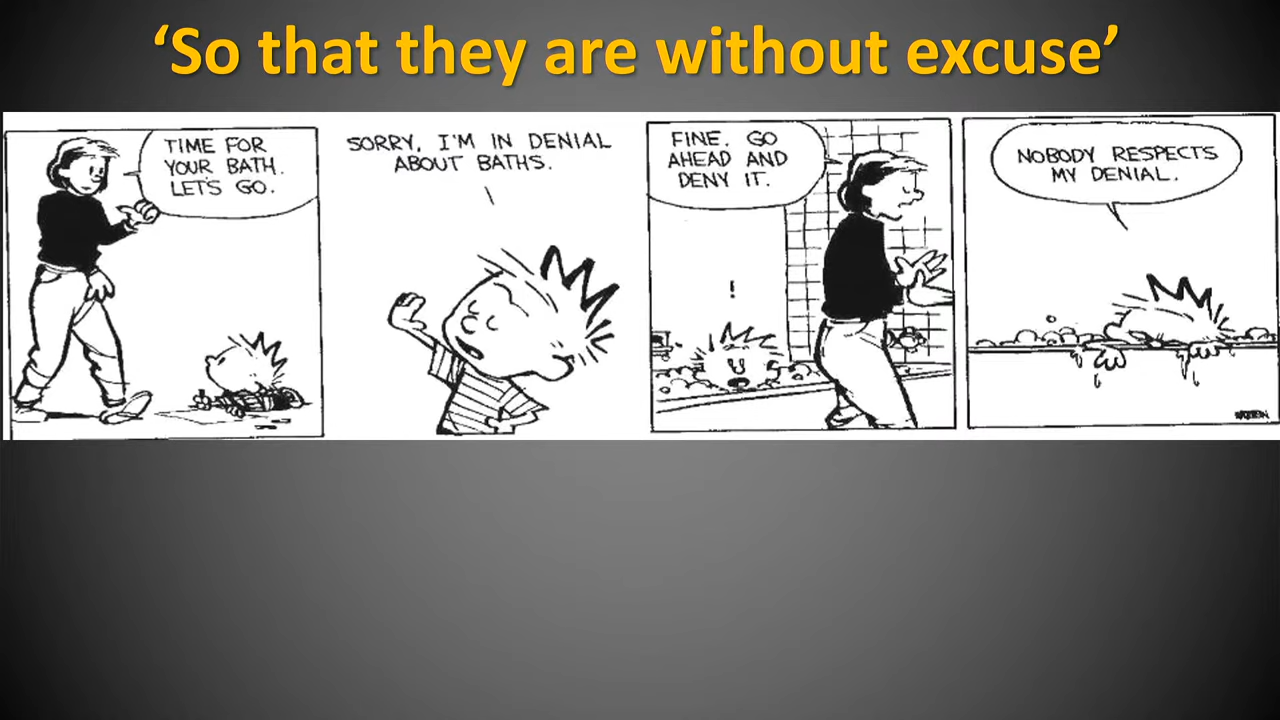 ‘So that they are without excuse’
TIME FOR
YOUR BATH.
LET'S GO.
SORRY, I'M IN DENIAL
ABOUT BATHS.
FINE. GO
AHEAD AND
DENY IT.
!
NOBODY RESPECTS
MY DENIAL.